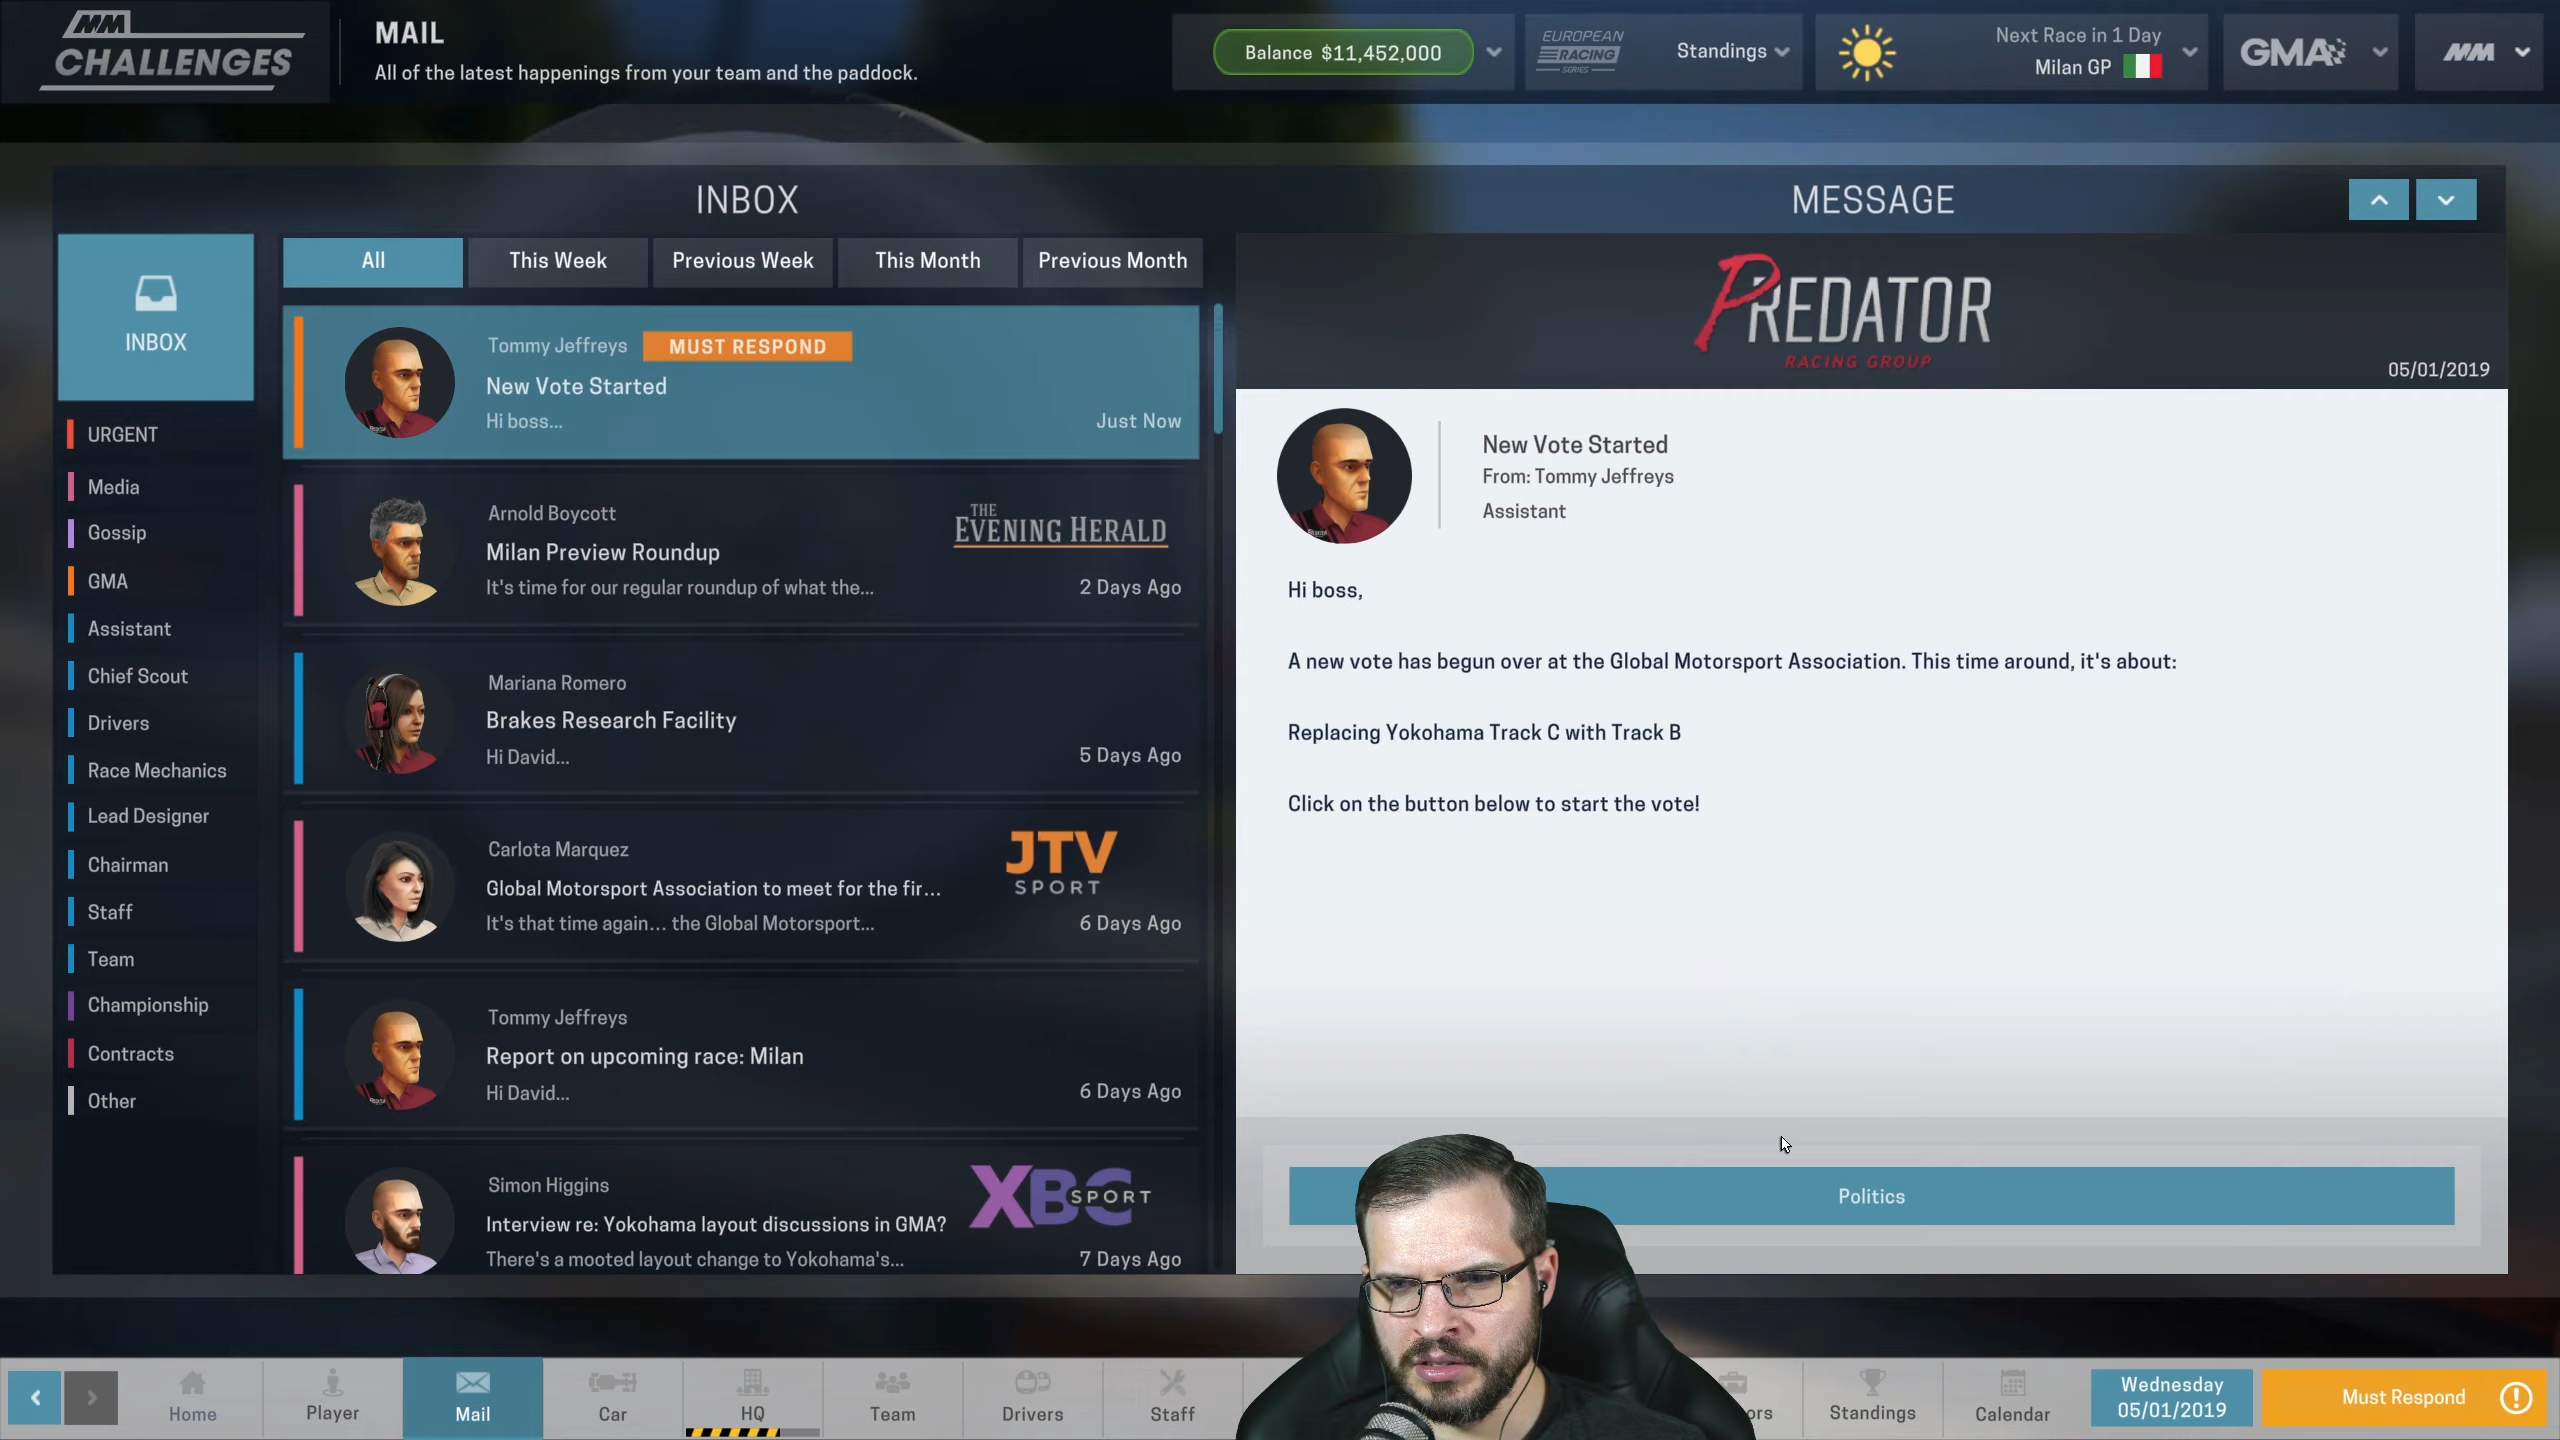 MM
CHALLENGES
MAIL
All of the latest happenings from your team and the paddock.
Balance $11,452,000
EUROPEAN
RACING
SERIES
Standings
Next Race in 1 Day
Milan GP
GMA
MM
INBOX
MESSAGE
INBOX
URGENT
Media
Gossip
GMA
Assistant
Chief Scout
Drivers
Race Mechanics
Lead Designer
Chairman
Staff
Team
Championship
Contracts
Other
All
This Week
Previous Week
This Month
Previous Month
Tommy Jeffreys
MUST RESPOND
New Vote Started
Hi boss...
Just Now
Arnold Boycott
Milan Preview Roundup
It's time for our regular roundup of what the...
THE
EVENING HERALD
2 Days Ago
Mariana Romero
Brakes Research Facility
Hi David...
5 Days Ago
Carlota Marquez
Global Motorsport Association to meet for the fir...
It's that time again... the Global Motorsport...
JTV
SPORT
6 Days Ago
Tommy Jeffreys
Report on upcoming race: Milan
Hi David...
6 Days Ago
Simon Higgins
Interview re: Yokohama layout discussions in GMA?
There's a mooted layout change to Yokohama's...
XBC
SPORT
7 Days Ago
PREDATOR
RACING GROUP
05/01/2019
New Vote Started
From: Tommy Jeffreys
Assistant
Hi boss,
A new vote has begun over at the Global Motorsport Association. This time around, it's about:
Replacing Yokohama Track C with Track B
Click on the button below to start the vote!
Politics
Home
Player
Mail
Car
HQ
Team
Drivers
Staff
ors
Standings
Calendar
Wednesday
05/01/2019
Must Respond